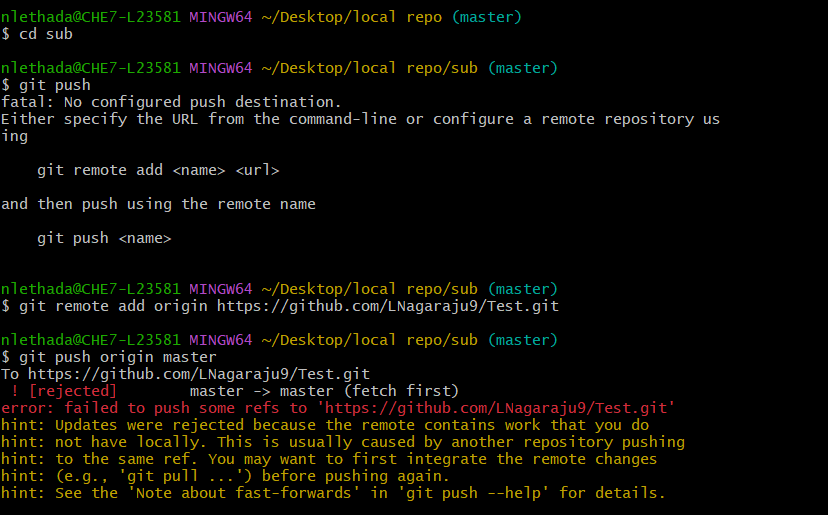 nlethada@CHE7-L23581 MINGW64 ~/Desktop/local repo (master)
$ cd sub
nlethada@CHE7-L23581 MINGW64 ~/Desktop/local repo/sub (master)
$ git push
fatal: No configured push destination.
Either specify the URL from the command-line or configure a remote repository us
ing
    git remote add <name> <url>
and then push using the remote name
    git push <name>
nlethada@CHE7-L23581 MINGW64 ~/Desktop/local repo/sub (master)
$ git remote add origin https://github.com/LNagaraju9/Test.git
nlethada@CHE7-L23581 MINGW64 ~/Desktop/local repo/sub (master)
$ git push origin master
To https://github.com/LNagaraju9/Test.git
 ! [rejected]        master -> master (fetch first)
error: failed to push some refs to 'https://github.com/LNagaraju9/Test.git'
hint: Updates were rejected because the remote contains work that you do
hint: not have locally. This is usually caused by another repository pushing
hint: to the same ref. You may want to first integrate the remote changes
hint: (e.g., 'git pull ...') before pushing again.
hint: See the 'Note about fast-forwards' in 'git push --help' for details.